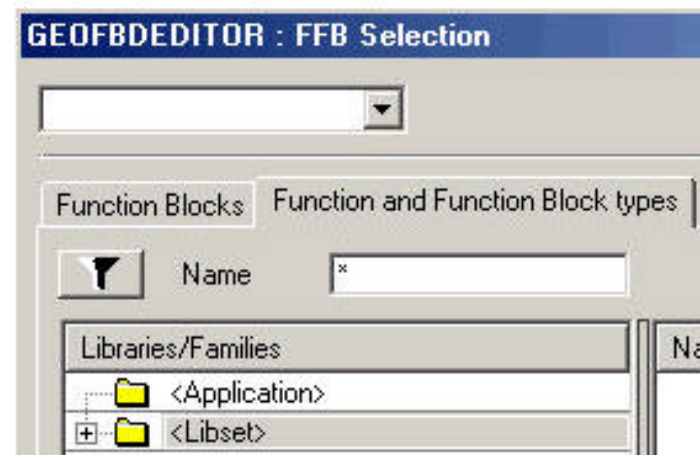 GEOFBDEDITOR : FFB Selection
Function Blocks
Function and Function Block types
Name
*
Libraries/Families
<Application>
<Libset>